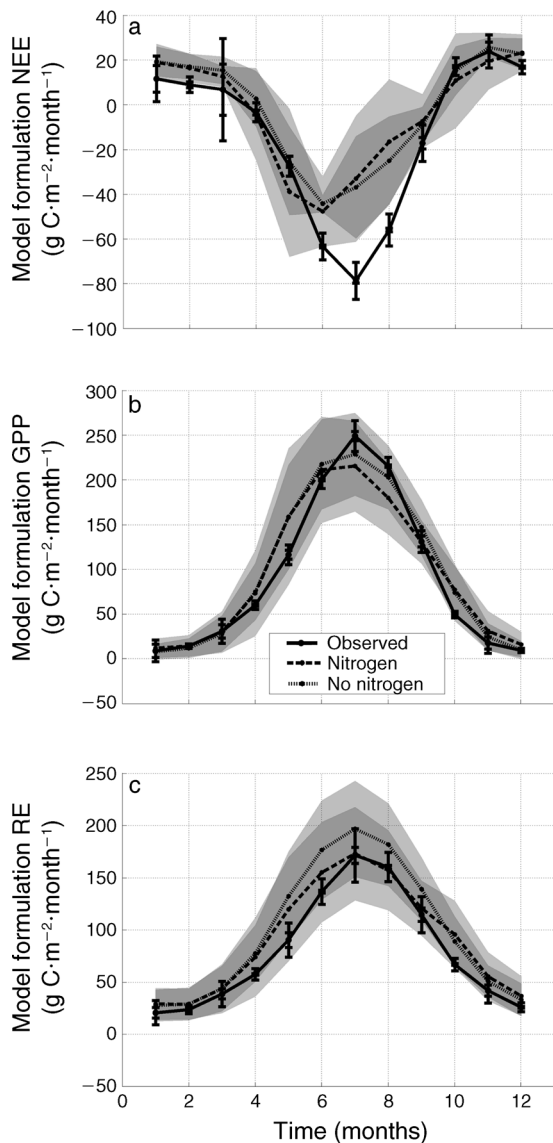 a
Model formulation NEE
(g C·m⁻²·month⁻¹)
40
20
0
−20
−40
−60
−80
−100
b
Model formulation GPP
(g C·m⁻²·month⁻¹)
300
250
200
150
100
50
0
−50
Observed
Nitrogen
No nitrogen
c
Model formulation RE
(g C·m⁻²·month⁻¹)
250
200
150
100
50
0
−50
0 2 4 6 8 10 12
Time (months)